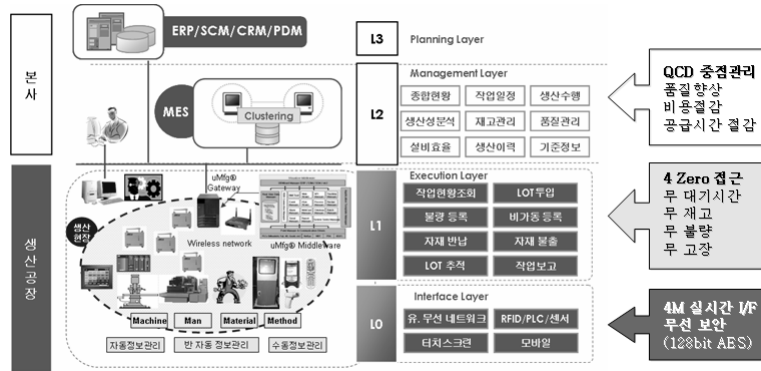 본사
생산공장
ERP/SCM/CRM/PDM
MES
Clustering
uMfg® Gateway
생산현장
Wireless network
uMfg® Middleware
Machine
Man
Material
Method
자동정보관리
반 자동 정보관리
수동정보관리
L3
Planning Layer
L2
Management Layer
종합현황
작업일정
생산수행
생산성분석
재고관리
품질관리
설비효율
생산이력
기준정보
L1
Execution Layer
작업현황조회
LOT투입
불량 등록
비가동 등록
자재 반납
자재 불출
LOT 추적
작업보고
L0
Interface Layer
유. 무선 네트워크
RFID/PLC/센서
터치스크린
모바일
QCD 중점관리
품질향상
비용절감
공급시간 절감
4 Zero 접근
무 대기시간
무 재고
무 불량
무 고장
4M 실시간 I/F
무선 보안
(128bit AES)